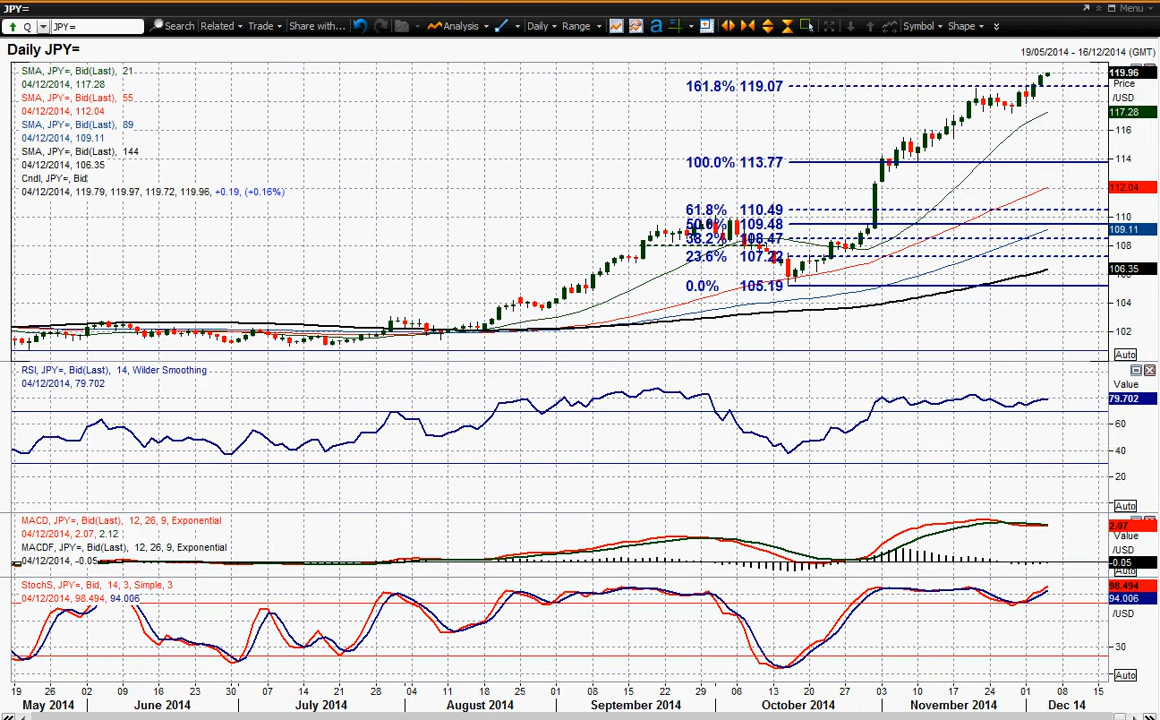 JPY=
Menu
Q JPY= Search Related Trade Share with... Analysis a Daily Range Symbol Shape
Daily JPY=
19/05/2014 - 16/12/2014 (GMT)
SMA, JPY=, Bid(Last), 21
04/12/2014, 117.28
SMA, JPY=, Bid(Last), 55
04/12/2014, 112.04
SMA, JPY=, Bid(Last), 89
04/12/2014, 109.11
SMA, JPY=, Bid(Last), 144
04/12/2014, 106.35
Cndl, JPY=, Bid
04/12/2014, 119.79, 119.97, 119.72, 119.96, +0.19, (+0.16%)
161.8% 119.07
100.0% 113.77
61.8% 110.49
50.0% 109.48
38.2% 108.47
23.6% 107.22
0.0% 105.19
119.96
Price
/USD
117.28
116
114
112.04
110
109.11
108
106.35
104
102
Auto
RSI, JPY=, Bid(Last), 14, Wilder Smoothing
04/12/2014, 79.702
Value
79.702
60
40
20
Auto
MACD, JPY=, Bid(Last), 12, 26, 9, Exponential
04/12/2014, 2.07, 2.12
MACDF, JPY=, Bid(Last), 12, 26, 9, Exponential
04/12/2014, -0.05
2.07
Value
/USD
-0.05
Auto
StochS, JPY=, Bid, 14, 3, Simple, 3
04/12/2014, 98.494, 94.006
98.494
94.006
/USD
30
Auto
19 26 02 09 16 23 30 07 14 21 28 04 11 18 25 01 08 15 22 29 06 13 20 27 03 10 17 24 01 08 15
May 2014 June 2014 July 2014 August 2014 September 2014 October 2014 November 2014 Dec 14